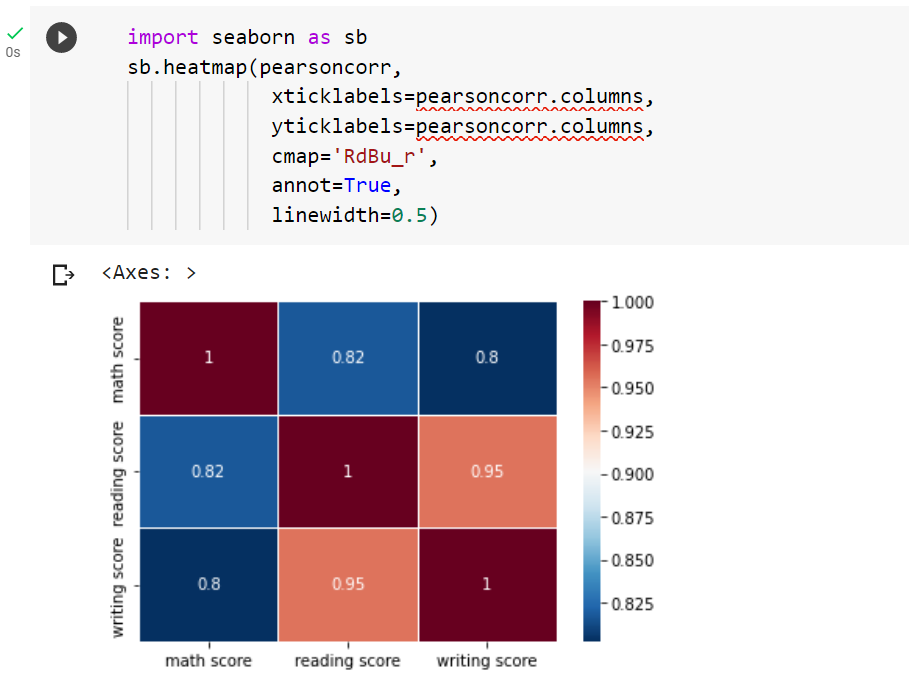 import seaborn as sb
0s
sb.heatmap(pearsoncorr,
xticklabels=pearsoncorr.columns,
yticklabels=pearsoncorr.columns,
cmap='RdBu_r',
annot=True,
linewidth=0.5)
<Axes: >
math score
1
0.82
0.8
reading score
0.82
1
0.95
writing score
0.8
0.95
1
math score
reading score
writing score
1.000
0.975
0.950
0.925
0.900
0.875
0.850
0.825